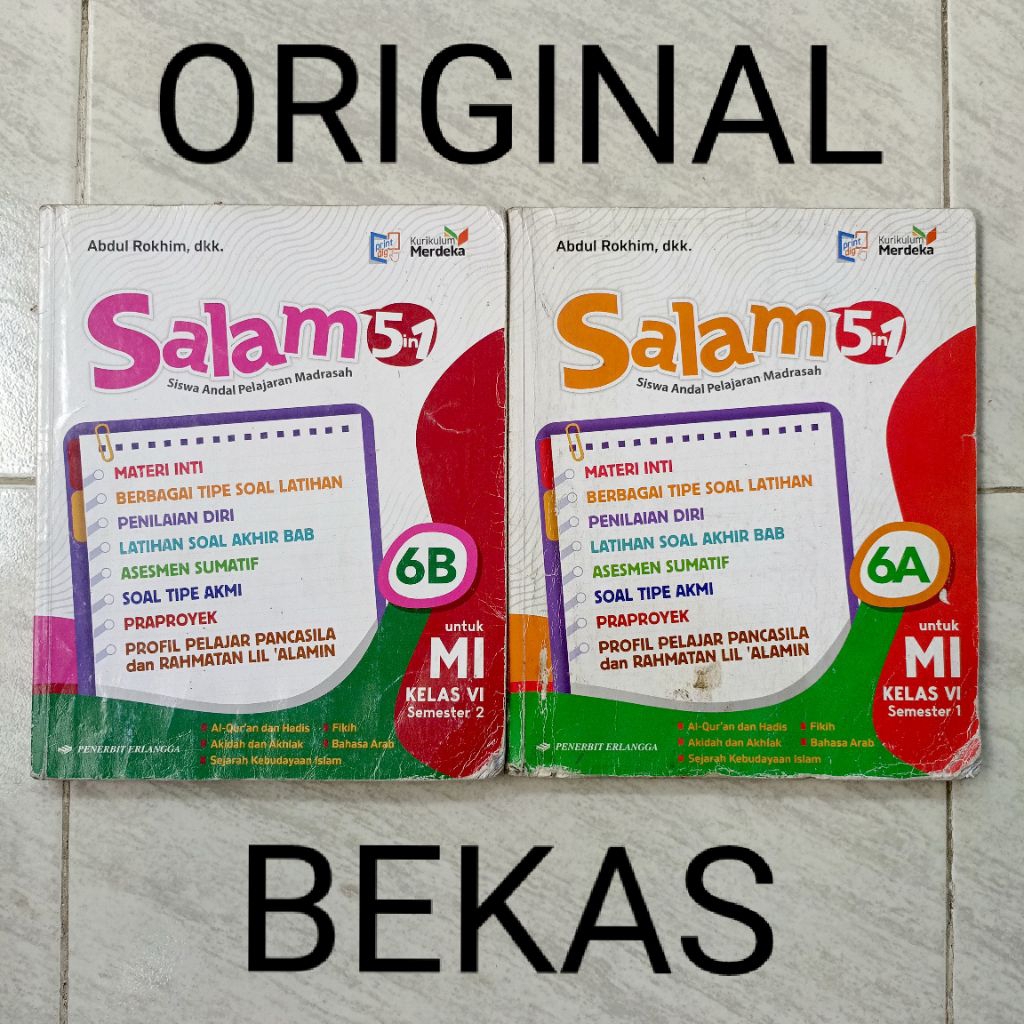 ORIGINAL
Abdul Rokhim, dkk.
print
dig
Kurikulum
Merdeka
Salam 5in1
Siswa Andal Pelajaran Madrasah
MATERI INTI
BERBAGAI TIPE SOAL LATIHAN
PENILAIAN DIRI
LATIHAN SOAL AKHIR BAB
ASESMEN SUMATIF
SOAL TIPE AKMI
PRAPROYEK
PROFIL PELAJAR PANCASILA
dan RAHMATAN LIL 'ALAMIN
6B
untuk
MI
KELAS VI
Semester 2
Al-Qur'an dan Hadis
Fikih
Akidah dan Akhlak
Bahasa Arab
Sejarah Kebudayaan Islam
PENERBIT ERLANGGA
Abdul Rokhim, dkk.
print
dig
Kurikulum
Merdeka
Salam 5in1
Siswa Andal Pelajaran Madrasah
MATERI INTI
BERBAGAI TIPE SOAL LATIHAN
PENILAIAN DIRI
LATIHAN SOAL AKHIR BAB
ASESMEN SUMATIF
SOAL TIPE AKMI
PRAPROYEK
PROFIL PELAJAR PANCASILA
dan RAHMATAN LIL 'ALAMIN
6A
untuk
MI
KELAS VI
Semester 1
Al-Qur'an dan Hadis
Fikih
Akidah dan Akhlak
Bahasa Arab
Sejarah Kebudayaan Islam
PENERBIT ERLANGGA
BEKAS